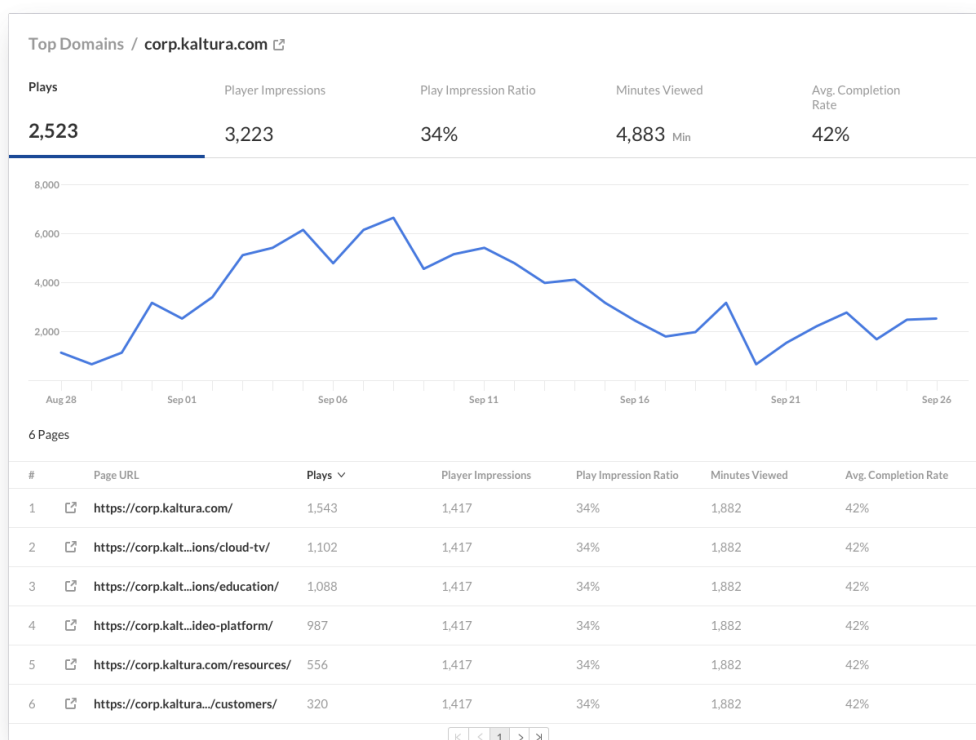 Top Domains / corp.kaltura.com
Plays Player Impressions Play Impression Ratio Minutes Viewed Avg. Completion Rate
2,523 3,223 34% 4,883 Min 42%
8,000
6,000
4,000
2,000
Aug 28 Sep 01 Sep 06 Sep 11 Sep 16 Sep 21 Sep 26
6 Pages
# Page URL Plays Player Impressions Play Impression Ratio Minutes Viewed Avg. Completion Rate
1 https://corp.kaltura.com/ 1,543 1,417 34% 1,882 42%
2 https://corp.kalt...ions/cloud-tv/ 1,102 1,417 34% 1,882 42%
3 https://corp.kalt...ions/education/ 1,088 1,417 34% 1,882 42%
4 https://corp.kalt...ideo-platform/ 987 1,417 34% 1,882 42%
5 https://corp.kaltura.com/resources/ 556 1,417 34% 1,882 42%
6 https://corp.kaltura.../customers/ 320 1,417 34% 1,882 42%
1